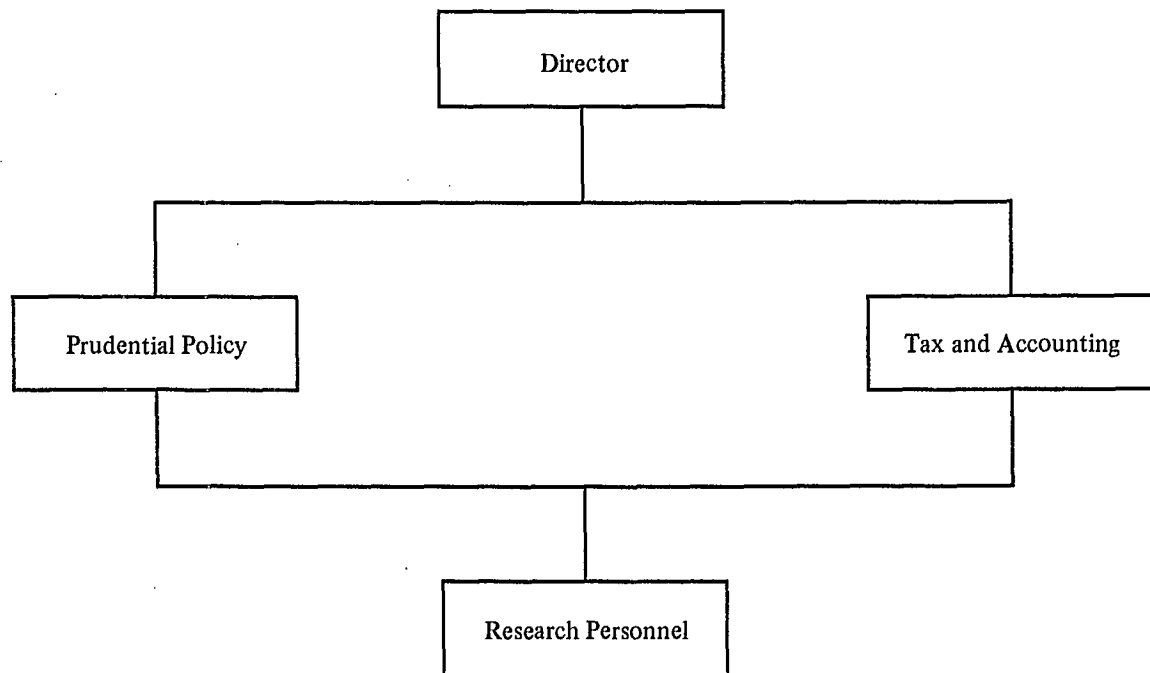 Director
Prudential Policy
Tax and Accounting
Research Personnel